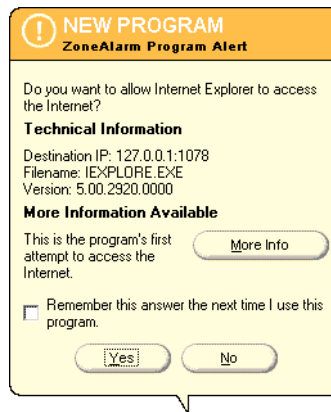 NEW PROGRAM
ZoneAlarm Program Alert
Do you want to allow Internet Explorer to access
the Internet?
Technical Information
Destination IP: 127.0.0.1:1078
Filename: IEXPLORE.EXE
Version: 5.00.2920.0000
More Information Available
This is the program's first
attempt to access the
Internet.
More Info
Remember this answer the next time I use this
program.
Yes
No